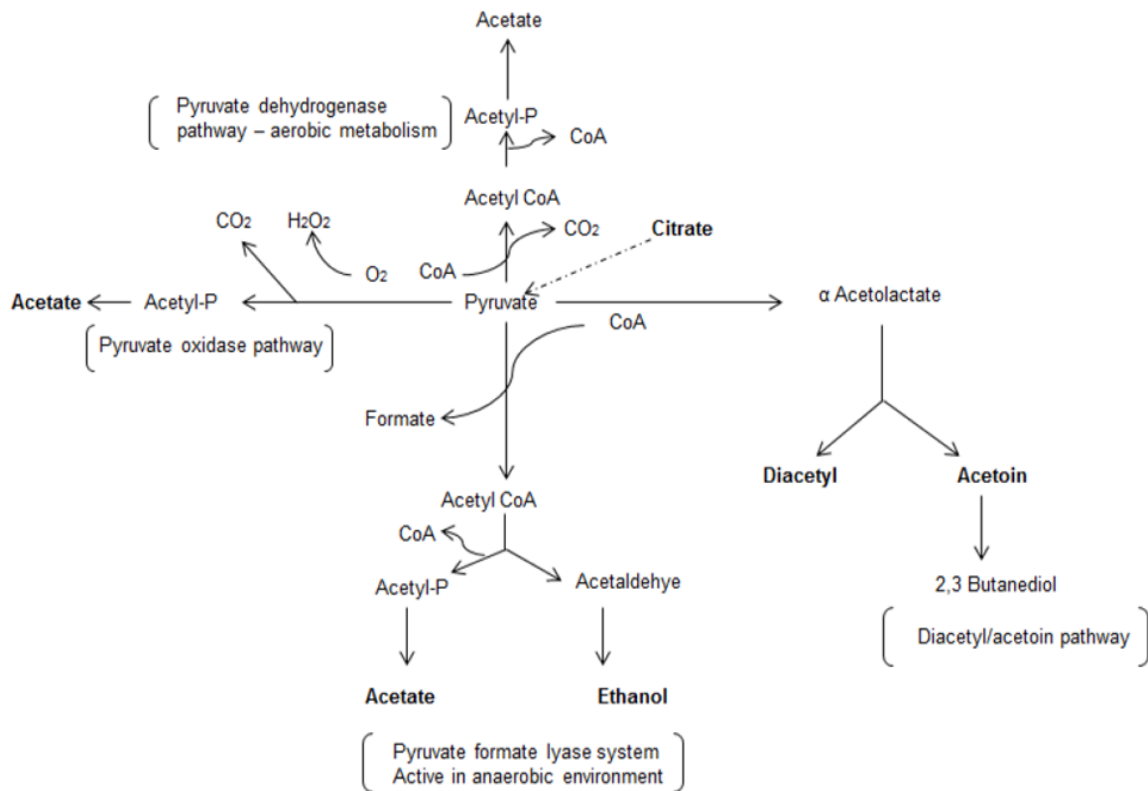 Acetate
Pyruvate dehydrogenase
pathway – aerobic metabolism
Acetyl-P
CoA
Acetyl CoA
CO2
H2O2
CO2
Citrate
O2
CoA
Acetate
Acetyl-P
Pyruvate
α Acetolactate
CoA
Pyruvate oxidase pathway
Formate
Diacetyl
Acetoin
Acetyl CoA
CoA
Acetyl-P
Acetaldehye
2,3 Butanediol
Diacetyl/acetoin pathway
Acetate
Ethanol
Pyruvate formate lyase system
Active in anaerobic environment